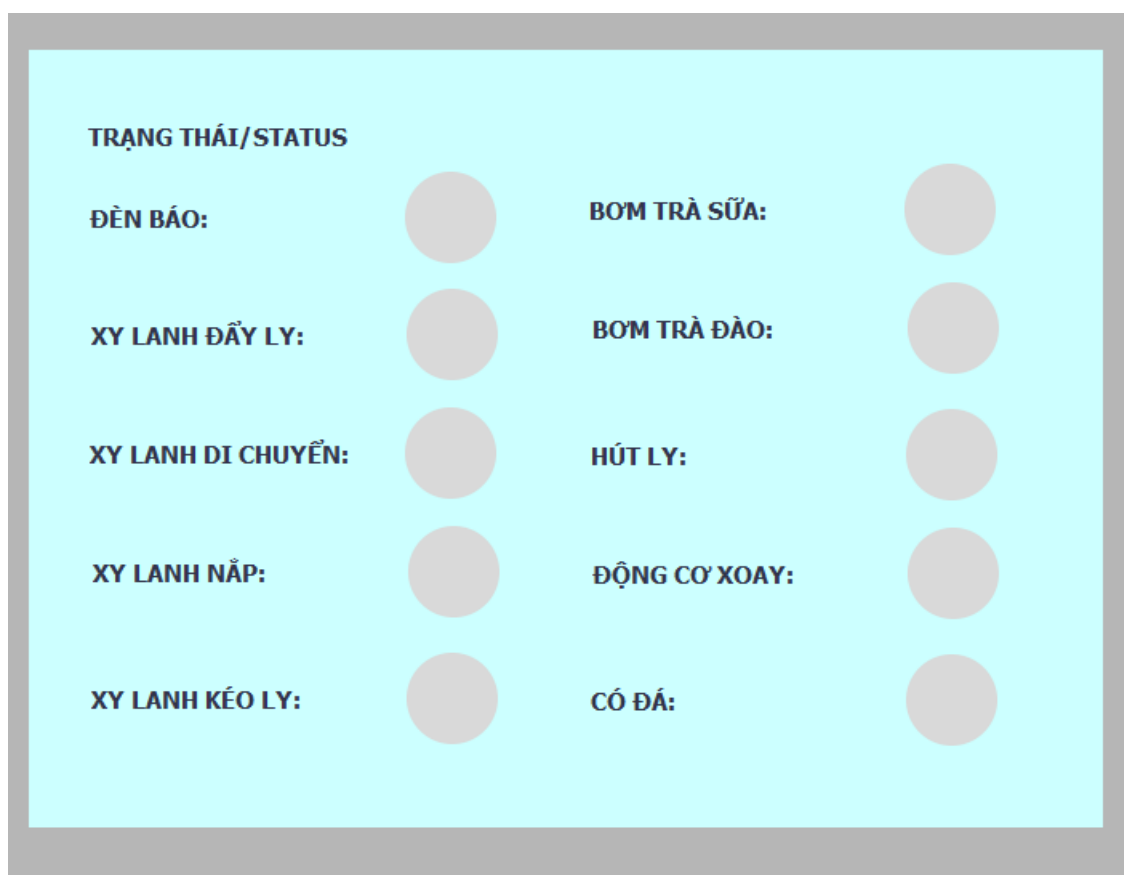 TRẠNG THÁI/STATUS
ĐÈN BÁO:
XY LANH ĐẨY LY:
XY LANH DI CHUYỂN:
XY LANH NẮP:
XY LANH KÉO LY:
BƠM TRÀ SỮA:
BƠM TRÀ ĐÀO:
HÚT LY:
ĐỘNG CƠ XOAY:
CÓ ĐÁ: